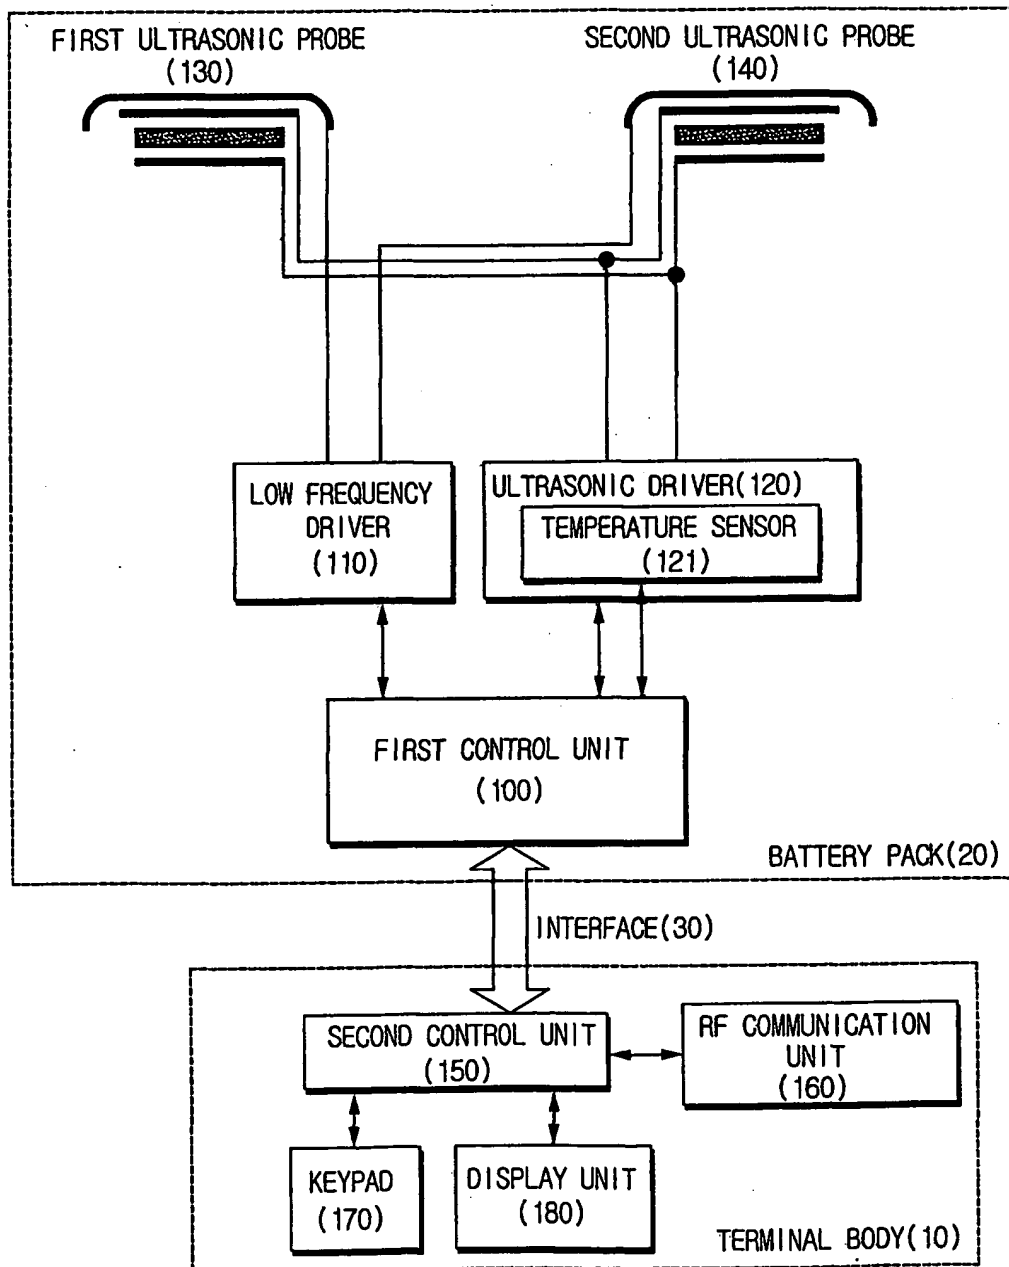 FIRST ULTRASONIC PROBE
(130)
SECOND ULTRASONIC PROBE
(140)
LOW FREQUENCY
DRIVER
(110)
ULTRASONIC DRIVER(120)
TEMPERATURE SENSOR
(121)
FIRST CONTROL UNIT
(100)
BATTERY PACK(20)
INTERFACE(30)
SECOND CONTROL UNIT
(150)
RF COMMUNICATION
UNIT
(160)
KEYPAD
(170)
DISPLAY UNIT
(180)
TERMINAL BODY(10)